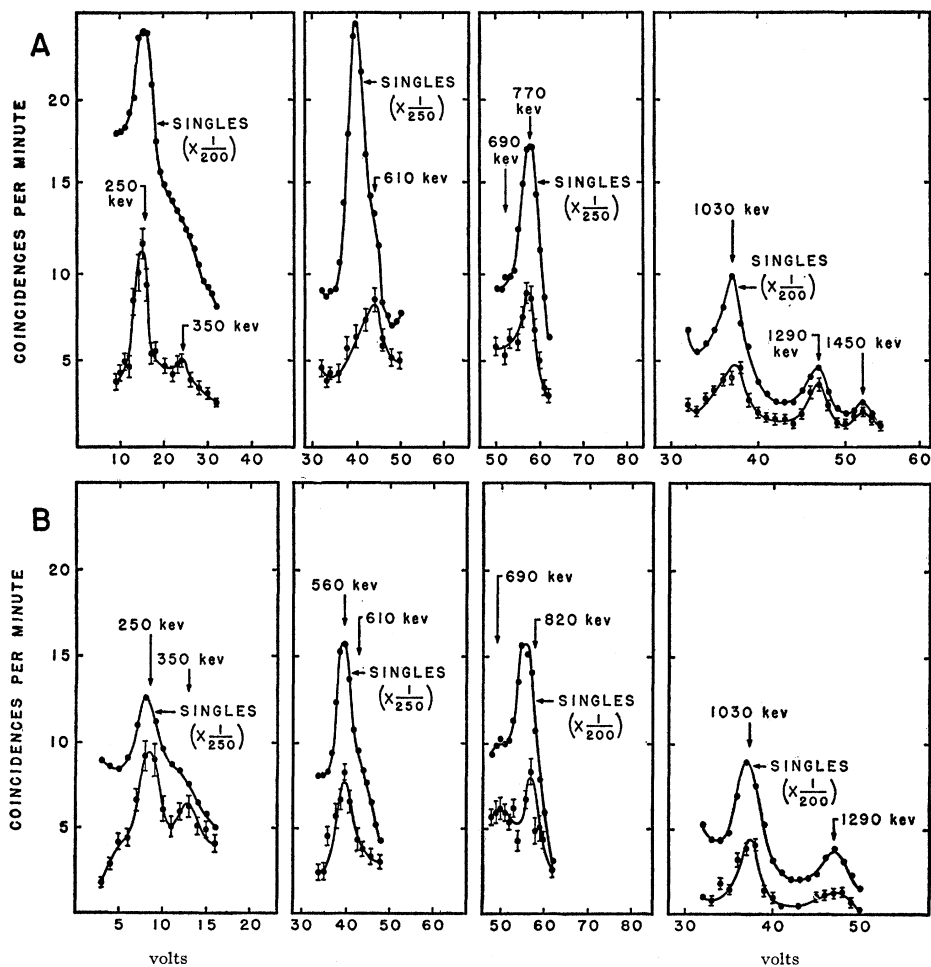 A
COINCIDENCES PER MINUTE
20
15
10
5
SINGLES
(x 1/200)
250
kev
350 kev
10 20 30 40
SINGLES
(x 1/250)
610 kev
30 40 50 60
770
kev
690
kev
SINGLES
(x 1/250)
50 60 70 80
1030 kev
SINGLES
(x 1/200)
1290
kev
1450 kev
30 40 50 60
B
COINCIDENCES PER MINUTE
20
15
10
5
250 kev
350 kev
SINGLES
(x 1/250)
5 10 15 20
560 kev
610 kev
SINGLES
(x 1/250)
30 40 50 60
690 kev
820 kev
SINGLES
(x 1/200)
50 60 70 80
1030 kev
SINGLES
(x 1/200)
1290 kev
30 40 50
volts
volts